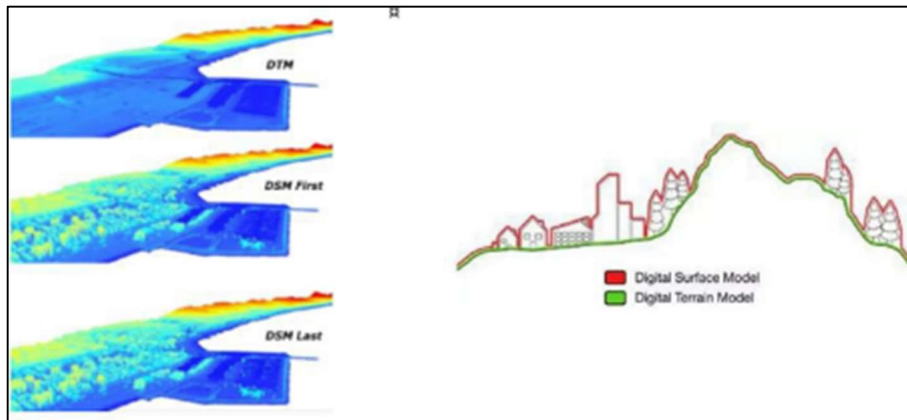 DTM
DSM First
DSM Last
Digital Surface Model
Digital Terrain Model